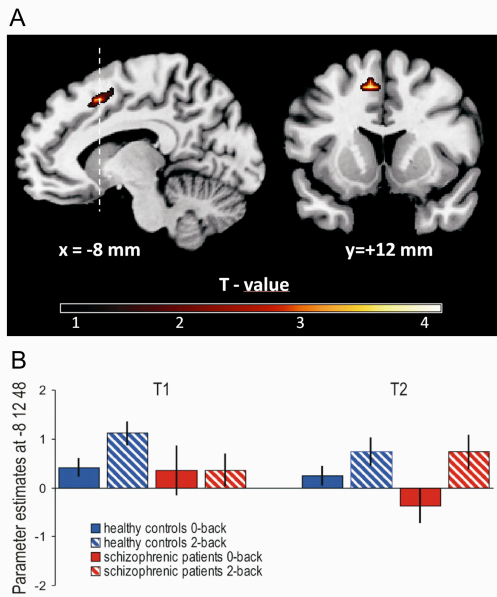 A
x = -8 mm
y=+12 mm
T - value
1 2 3 4
B
T1 T2
Parameter estimates at -8 12 48
2
1
0
-1
-2
healthy controls 0-back
healthy controls 2-back
schizophrenic patients 0-back
schizophrenic patients 2-back